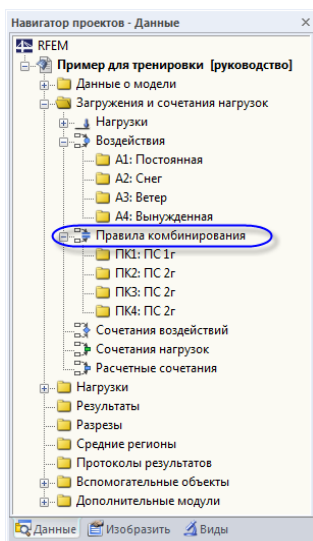 Навигатор проектов - Данные
RFEM
Пример для тренировки [руководство]
Данные о модели
Загружения и сочетания нагрузок
Нагрузки
Воздействия
A1: Постоянная
A2: Снег
A3: Ветер
A4: Вынужденная
Правила комбинирования
ПК1: ПС 1г
ПК2: ПС 2г
ПК3: ПС 2г
ПК4: ПС 2г
Сочетания воздействий
Сочетания нагрузок
Расчетные сочетания
Нагрузки
Результаты
Разрезы
Средние регионы
Протоколы результатов
Вспомогательные объекты
Дополнительные модули
Данные Изобразить Виды